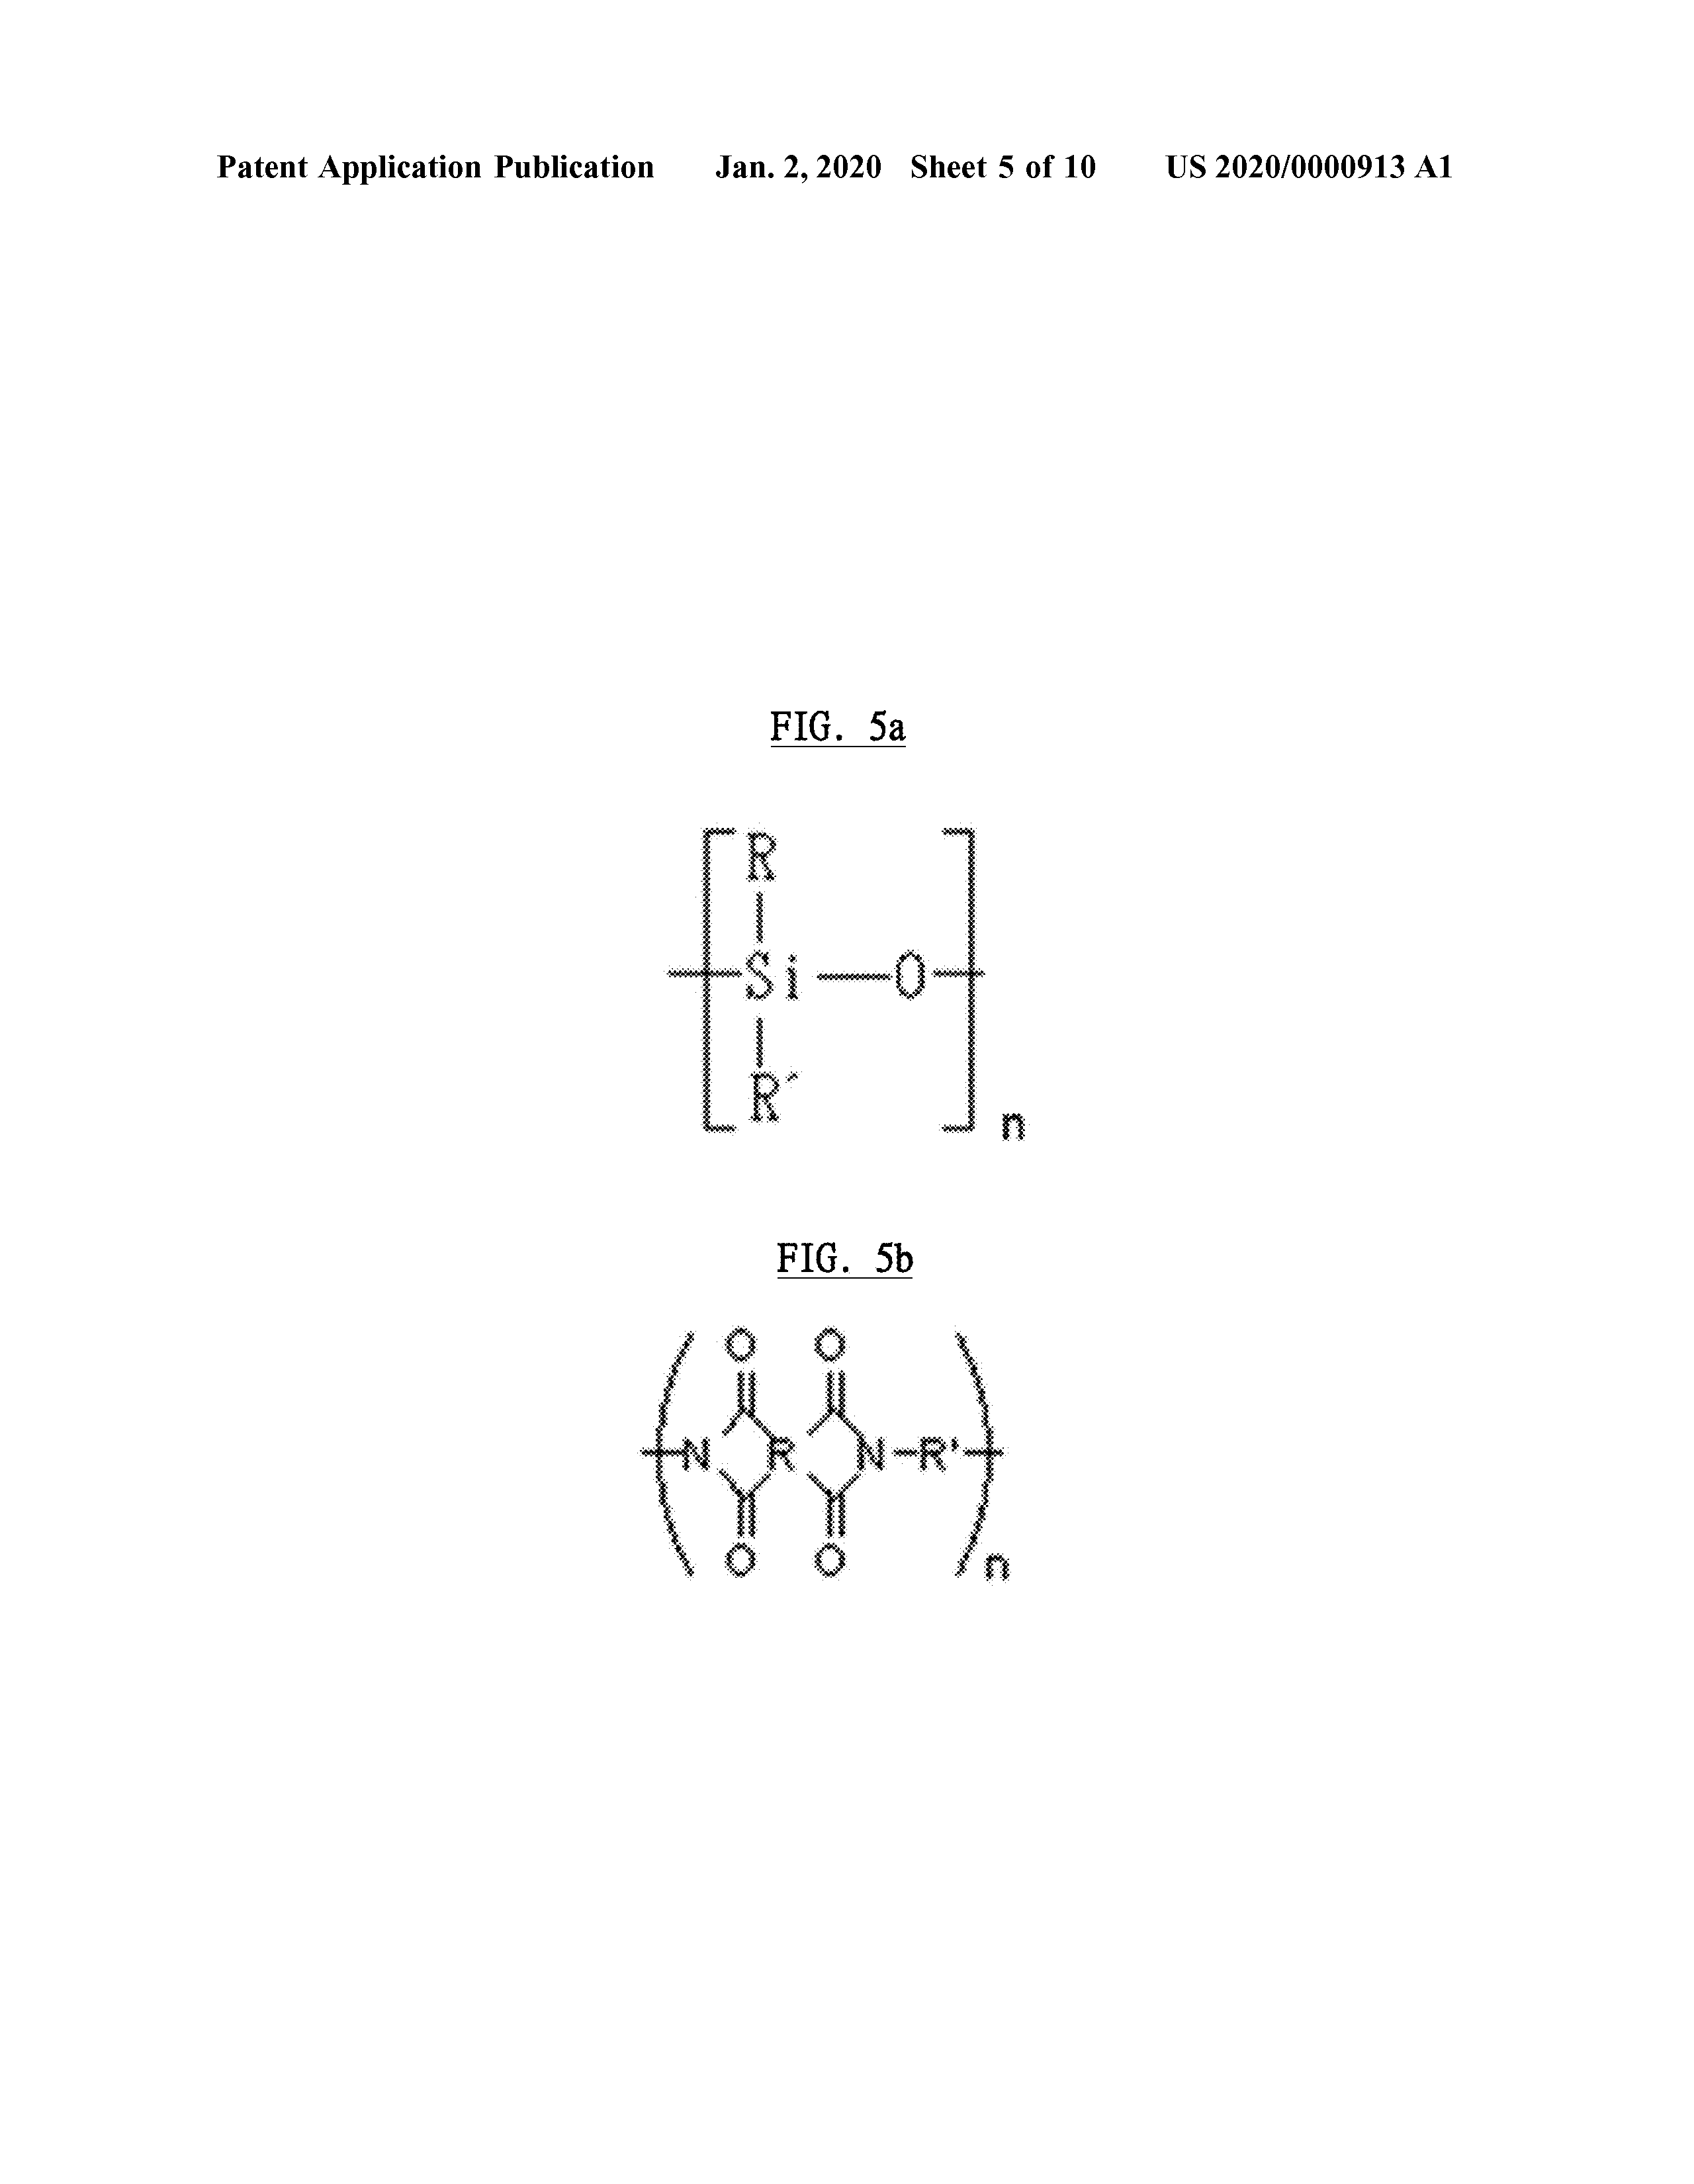 Patent Application Publication Jan. 2, 2020 Sheet 5 of 10 US 2020/0000913 A1
FIG. 5a
R
Si O
R´
n
FIG. 5b
O O
N R N R'
O O
n